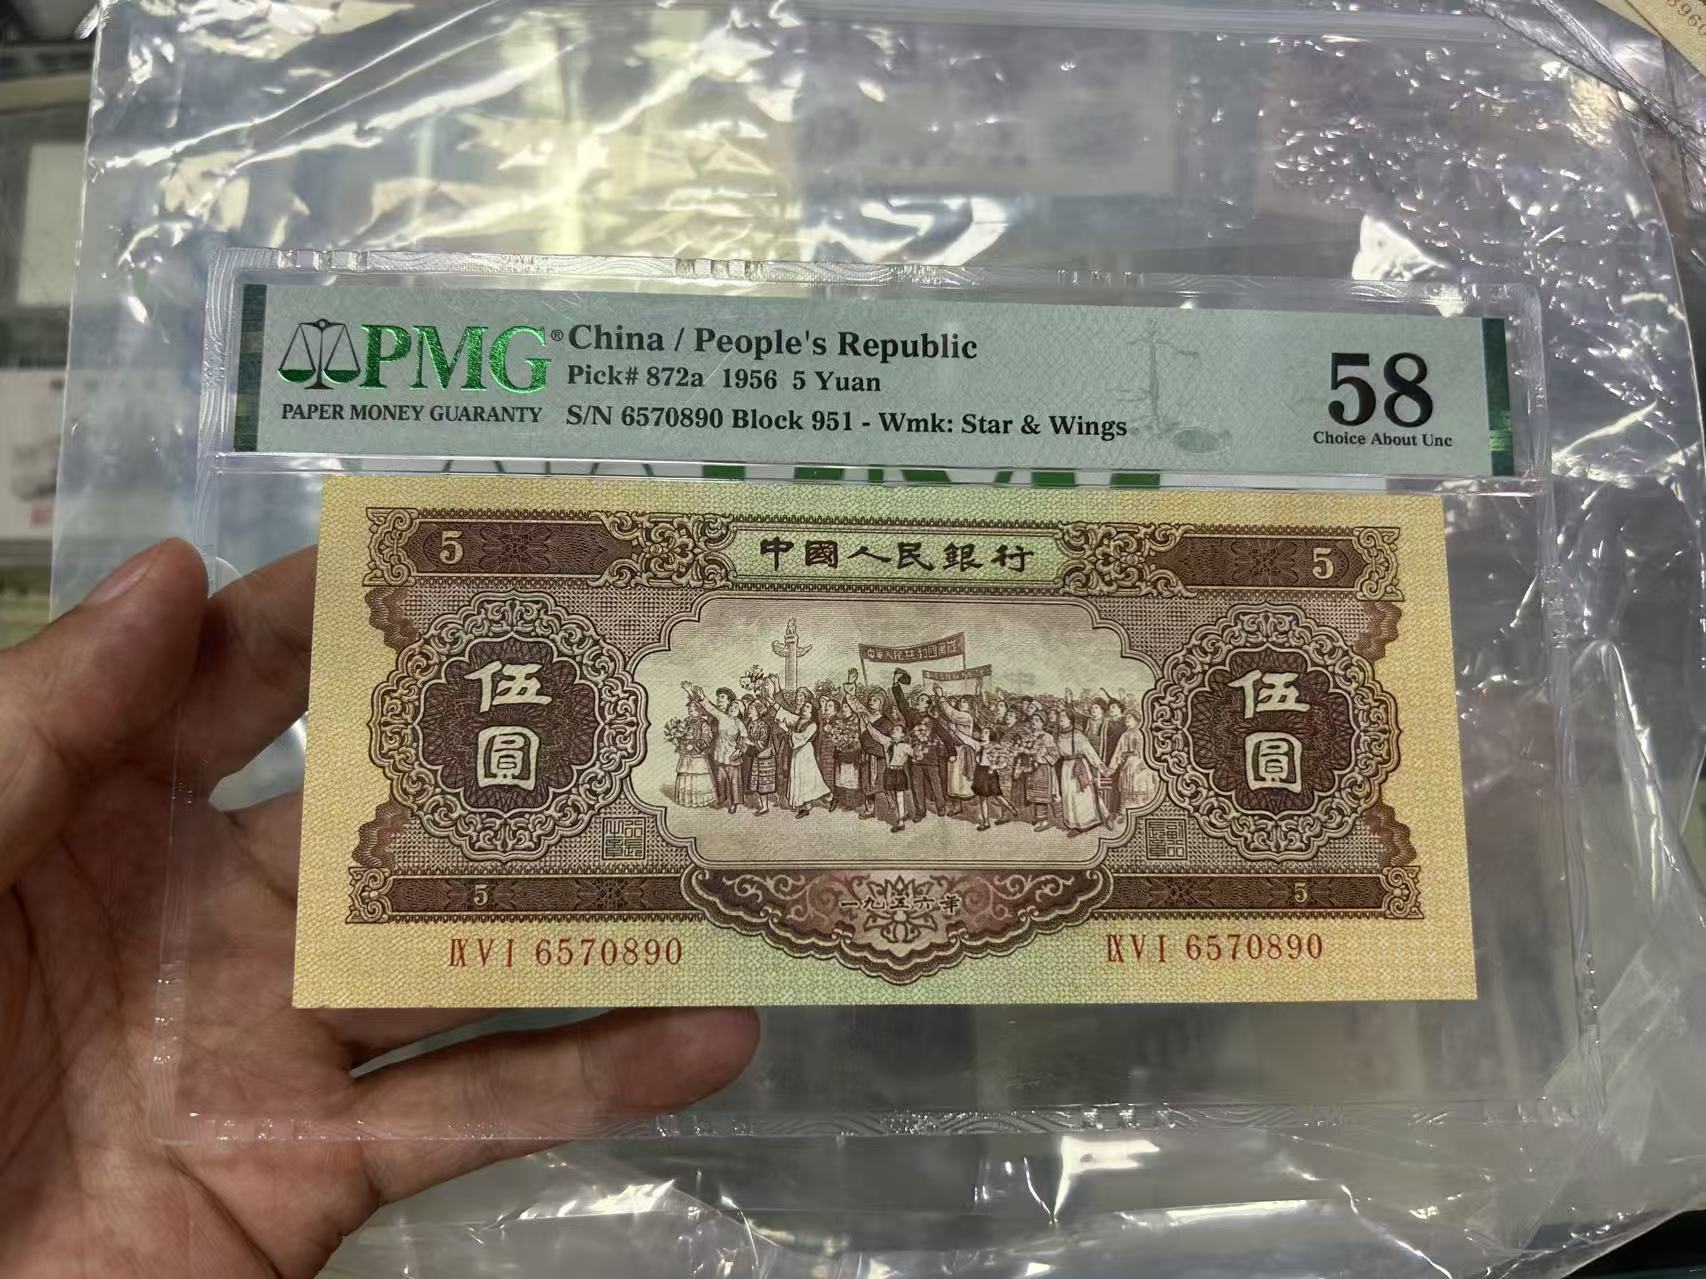 PMG®
PAPER MONEY GUARANTY
China / People's Republic
Pick# 872a 1956 5 Yuan
S/N 6570890 Block 951 - Wmk: Star & Wings
58
Choice About Unc
5
中國人民銀行
5
伍圓
伍圓
5
一九五六年
5
IX V I 6570890
IX V I 6570890